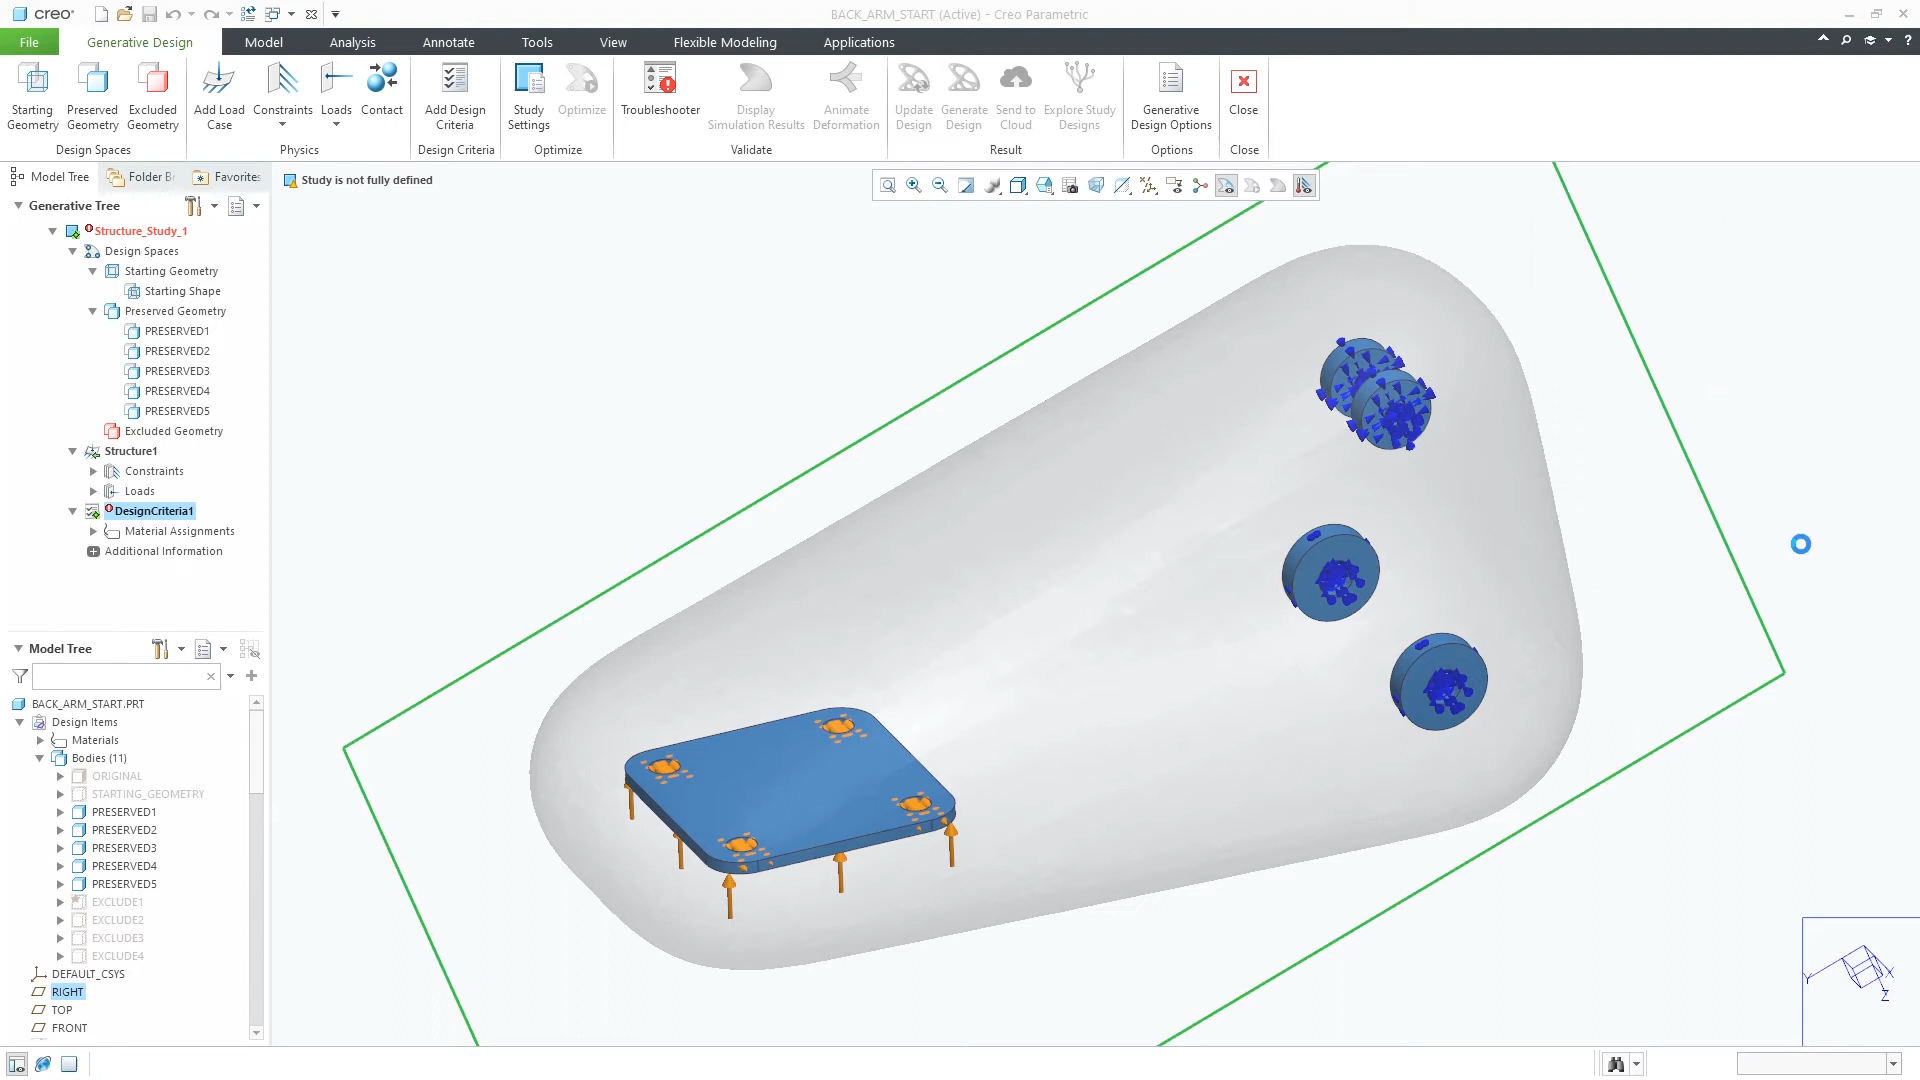 creo® BACK_ARM_START (Active) - Creo Parametric
File Generative Design Model Analysis Annotate Tools View Flexible Modeling Applications
Starting Geometry
Preserved Geometry
Excluded Geometry
Add Load Case
Constraints
Loads
Contact
Add Design Criteria
Study Settings
Optimize
Troubleshooter
Display Simulation Results
Animate Deformation
Update Design
Generate Design
Send to Cloud
Explore Study Designs
Generative Design Options
Close
Design Spaces Physics Design Criteria Optimize Validate Result Options Close
Model Tree Folder Br Favorites
Study is not fully defined
Generative Tree
Structure_Study_1
Design Spaces
Starting Geometry
Starting Shape
Preserved Geometry
PRESERVED1
PRESERVED2
PRESERVED3
PRESERVED4
PRESERVED5
Excluded Geometry
Structure1
Constraints
Loads
DesignCriteria1
Material Assignments
Additional Information
Model Tree
BACK_ARM_START.PRT
Design Items
Materials
Bodies (11)
ORIGINAL
STARTING_GEOMETRY
PRESERVED1
PRESERVED2
PRESERVED3
PRESERVED4
PRESERVED5
EXCLUDE1
EXCLUDE2
EXCLUDE3
EXCLUDE4
DEFAULT_CSYS
RIGHT
TOP
FRONT
Y X
Z